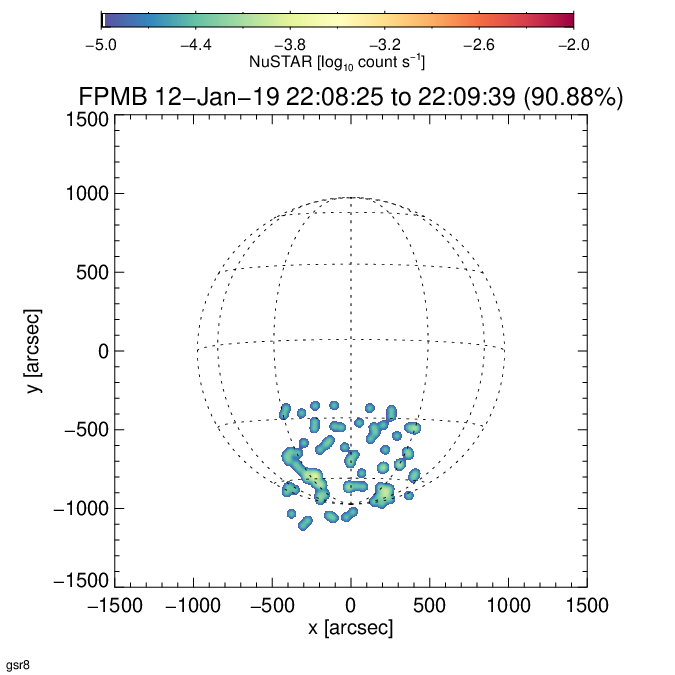 −5.0 −4.4 −3.8 −3.2 −2.6 −2.0
NuSTAR [log₁₀ count s⁻¹]
FPMB 12−Jan−19 22:08:25 to 22:09:39 (90.88%)
1500
1000
500
0
−500
−1000
−1500
y [arcsec]
−1500 −1000 −500 0 500 1000 1500
x [arcsec]
gsr8